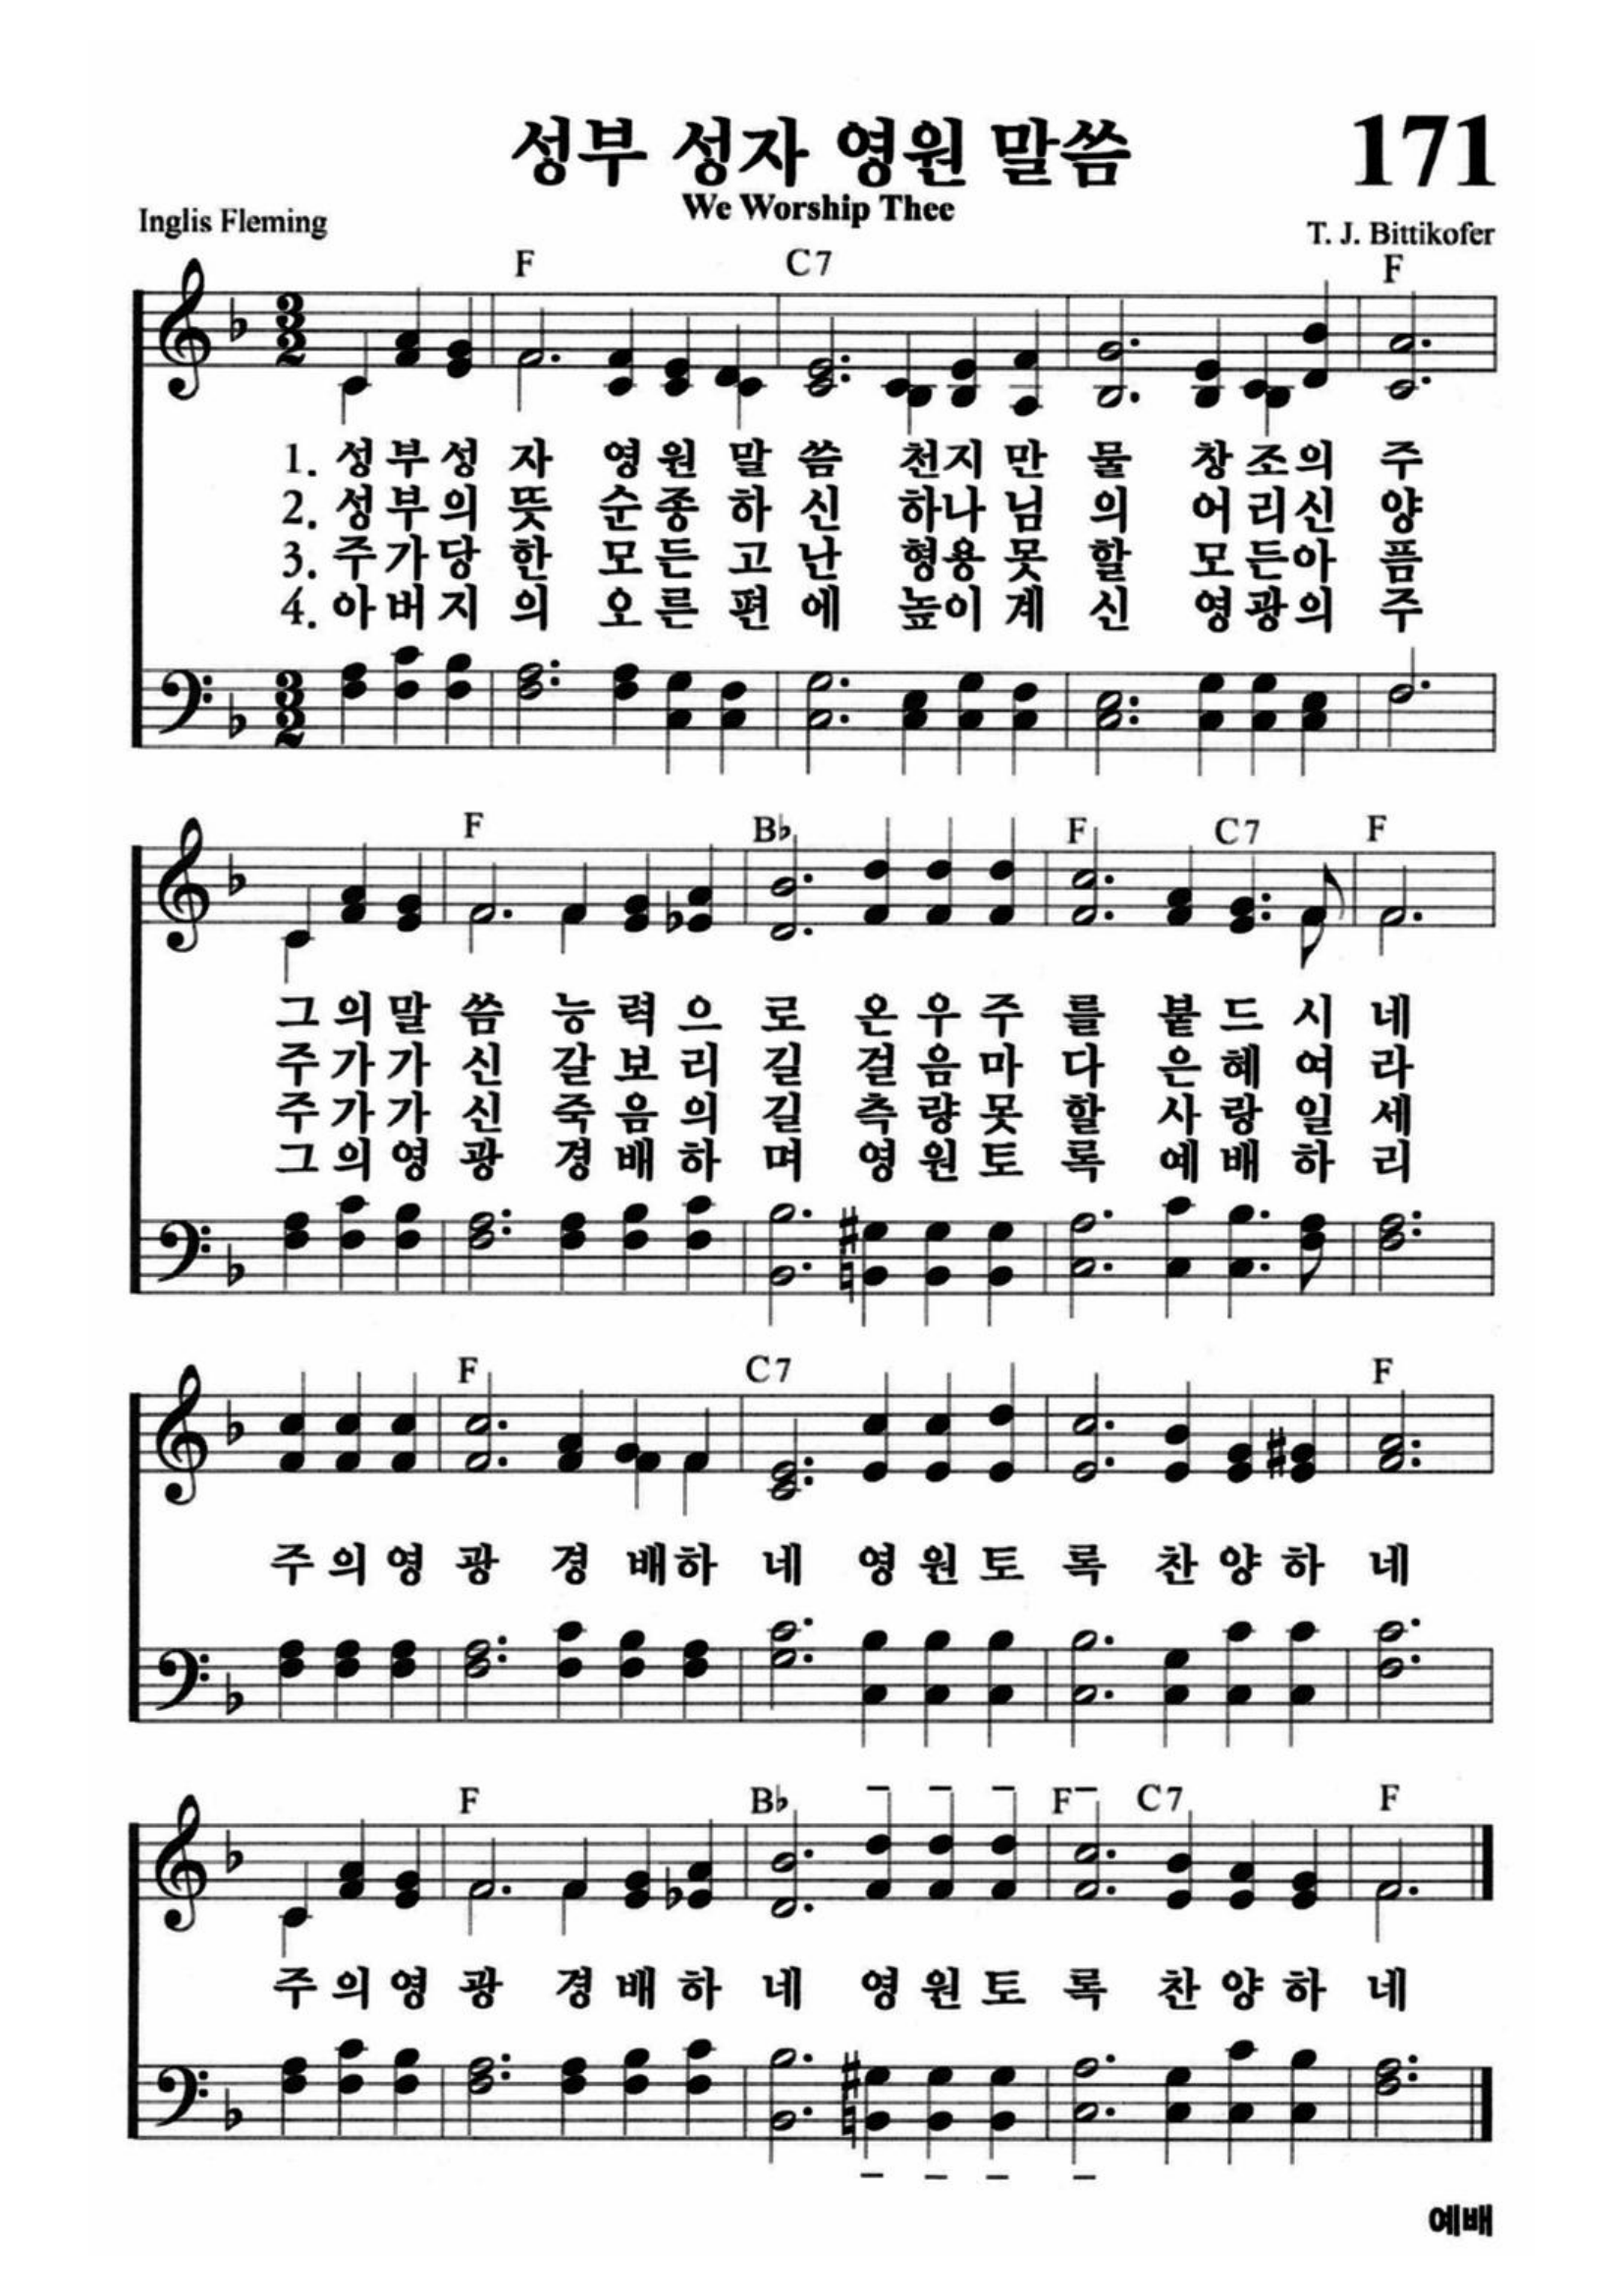 성부 성자 영원 말씀 171
We Worship Thee
Inglis Fleming
T. J. Bittikofer
F C7 F
1. 성부성 자 영원 말 씀 천지 만 물 창조의 주
2. 성부의 뜻 순종 하 신 하나 님 의 어리신 양
3. 주가당 한 모든 고 난 형용 못 할 모든아 픔
4. 아버지 의 오른 편 에 높이 계 신 영광의 주
F B♭ F C7 F
그의말 씀 능력으 로 온우주 를 붙드시 네
주가가 신 갈보리 길 걸음마 다 은혜여 라
주가가 신 죽음의 길 측량못 할 사랑일 세
그의영 광 경배하 며 영원토 록 예배하 리
F C7 F
주의영 광 경 배하 네 영원토 록 찬양하 네
F B♭ F C7 F
주의영 광 경배하 네 영원토 록 찬양하 네
예배